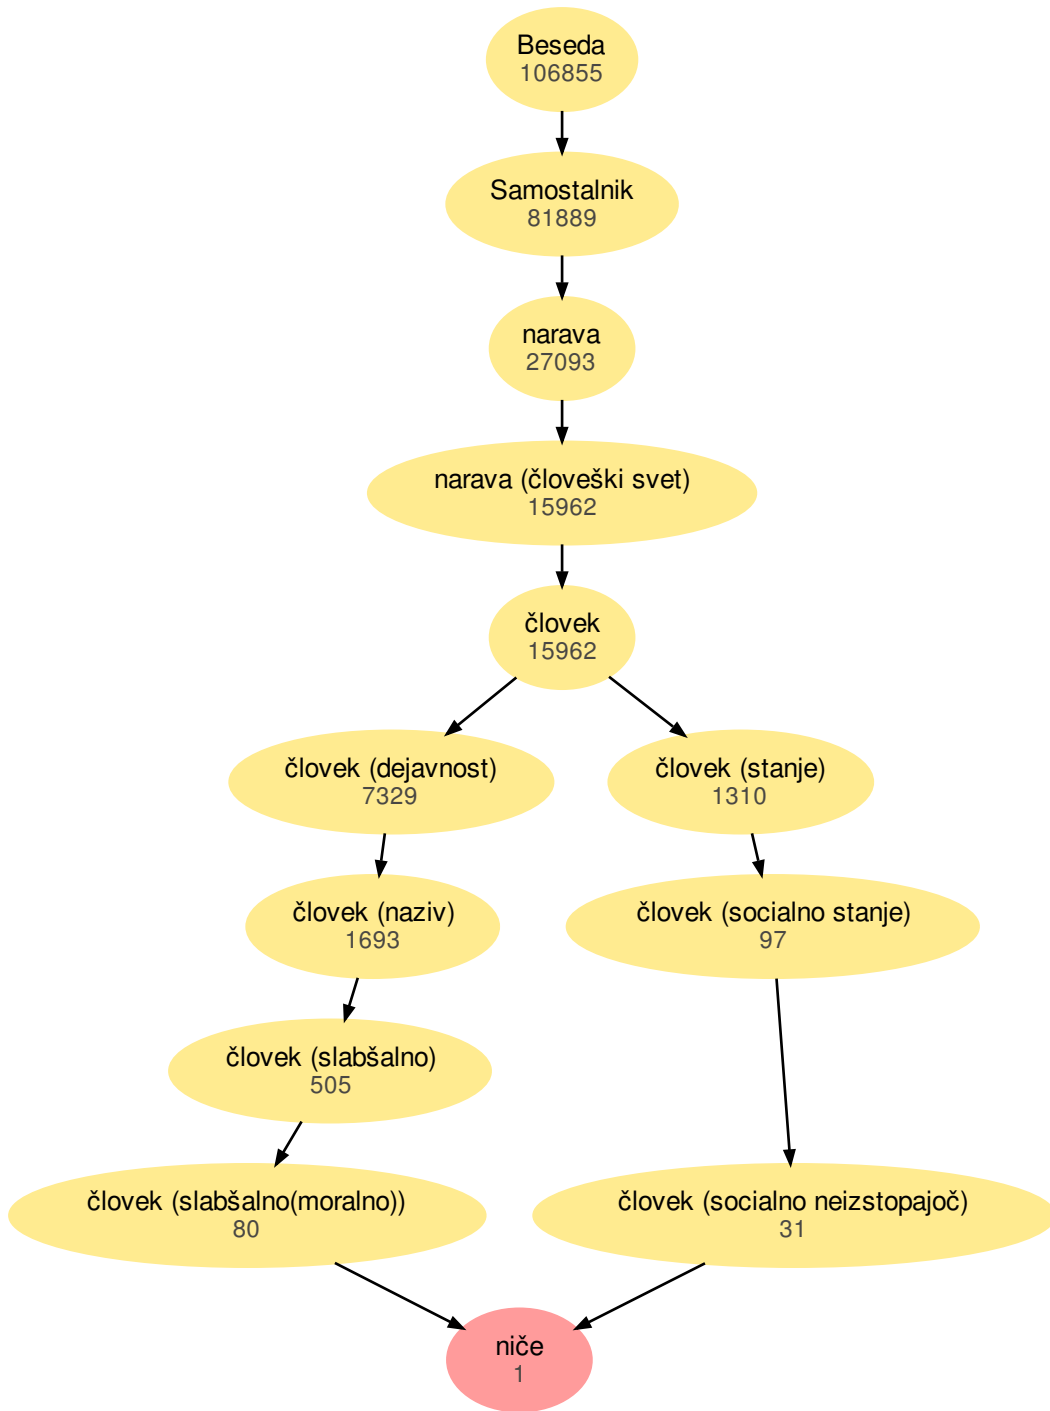 Beseda
106855
Samostalnik
81889
narava
27093
narava (človeški svet)
15962
človek
15962
človek (dejavnost)
7329
človek (stanje)
1310
človek (naziv)
1693
človek (socialno stanje)
97
človek (slabšalno)
505
človek (slabšalno(moralno))
80
človek (socialno neizstopajoč)
31
niče
1